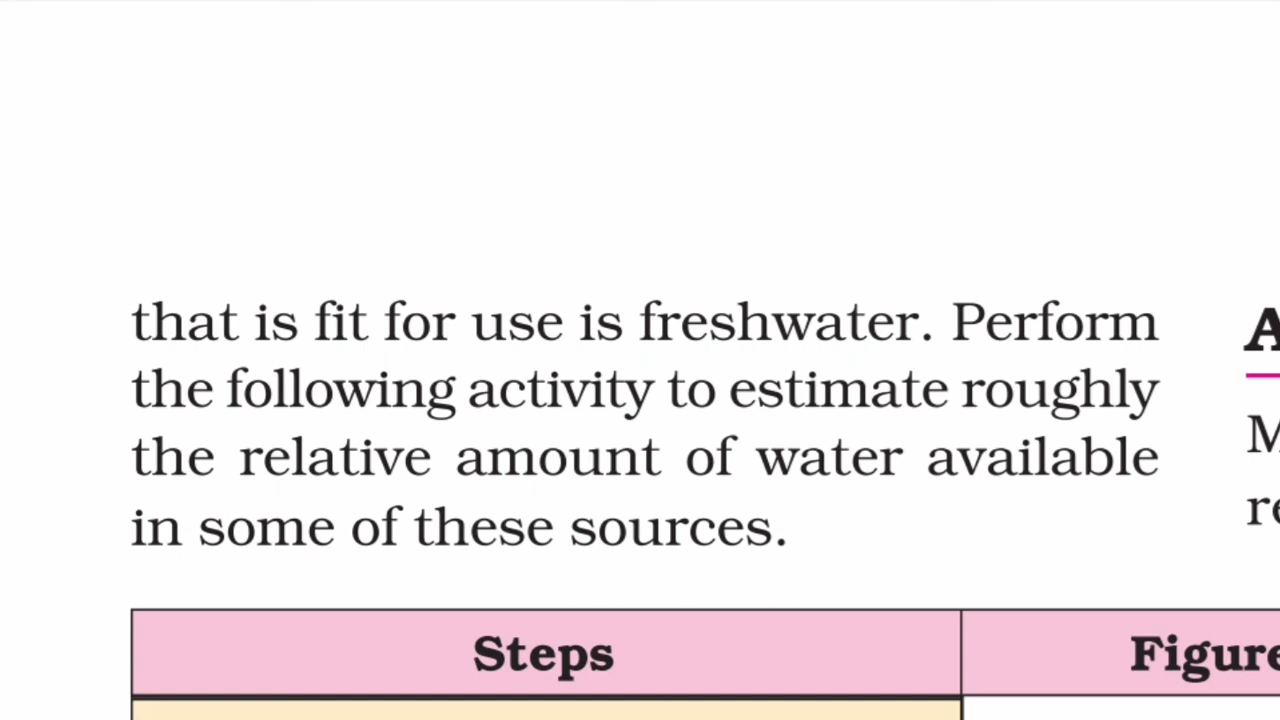 that is fit for use is freshwater. Perform
the following activity to estimate roughly
the relative amount of water available
in some of these sources.
Steps
Figure